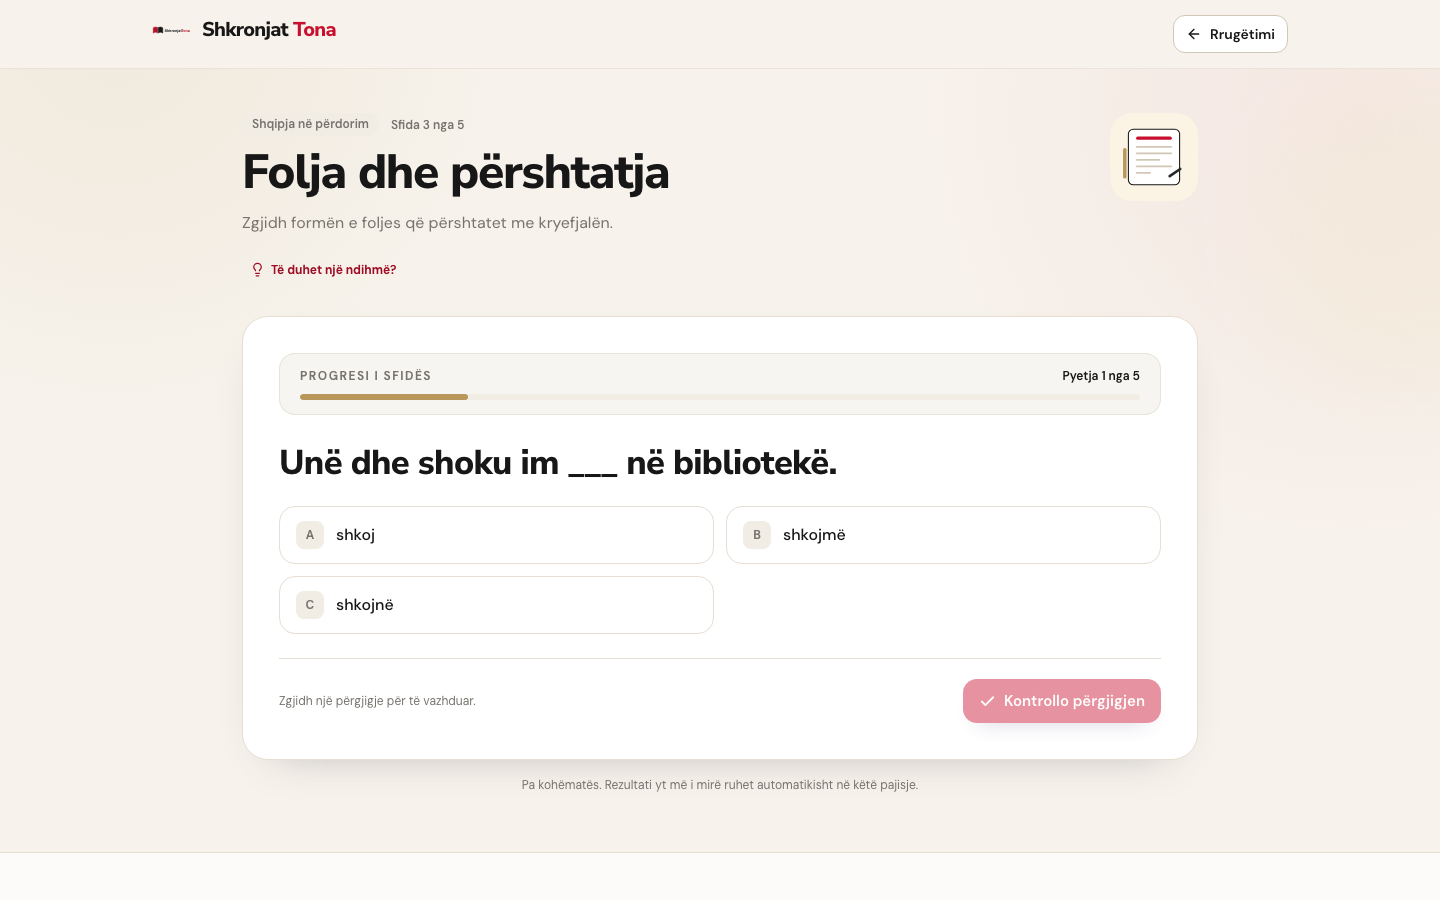 Shkronjat Tona
Rrugëtimi
Shqipja në përdorim
Sfida 3 nga 5
Folja dhe përshtatja
Zgjidh formën e foljes që përshtatet me kryefjalën.
Të duhet një ndihmë?
PROGRESI I SFIDËS
Pyetja 1 nga 5
Unë dhe shoku im ___ në bibliotekë.
A shkoj
B shkojmë
C shkojnë
Zgjidh një përgjigje për të vazhduar.
Kontrollo përgjigjen
Pa kohëmatës. Rezultati yt më i mirë ruhet automatikisht në këtë pajisje.